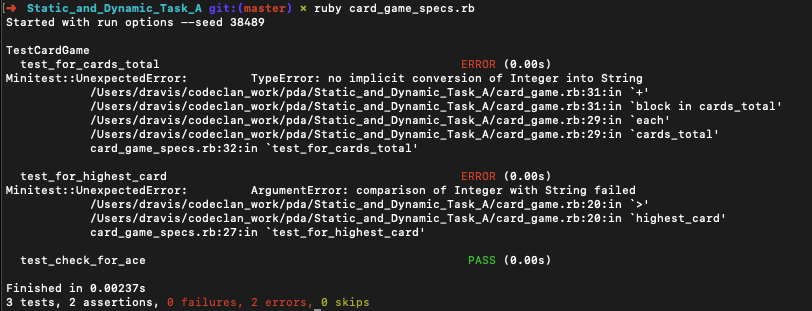 [➜ Static_and_Dynamic_Task_A git:(master) × ruby card_game_specs.rb
Started with run options --seed 38489
TestCardGame
test_for_cards_total ERROR (0.00s)
Minitest::UnexpectedError: TypeError: no implicit conversion of Integer into String
/Users/dravis/codeclan_work/pda/Static_and_Dynamic_Task_A/card_game.rb:31:in `+'
/Users/dravis/codeclan_work/pda/Static_and_Dynamic_Task_A/card_game.rb:31:in `block in cards_total'
/Users/dravis/codeclan_work/pda/Static_and_Dynamic_Task_A/card_game.rb:29:in `each'
/Users/dravis/codeclan_work/pda/Static_and_Dynamic_Task_A/card_game.rb:29:in `cards_total'
card_game_specs.rb:32:in `test_for_cards_total'
test_for_highest_card ERROR (0.00s)
Minitest::UnexpectedError: ArgumentError: comparison of Integer with String failed
/Users/dravis/codeclan_work/pda/Static_and_Dynamic_Task_A/card_game.rb:20:in `>'
/Users/dravis/codeclan_work/pda/Static_and_Dynamic_Task_A/card_game.rb:20:in `highest_card'
card_game_specs.rb:27:in `test_for_highest_card'
test_check_for_ace PASS (0.00s)
Finished in 0.00237s
3 tests, 2 assertions, 0 failures, 2 errors, 0 skips